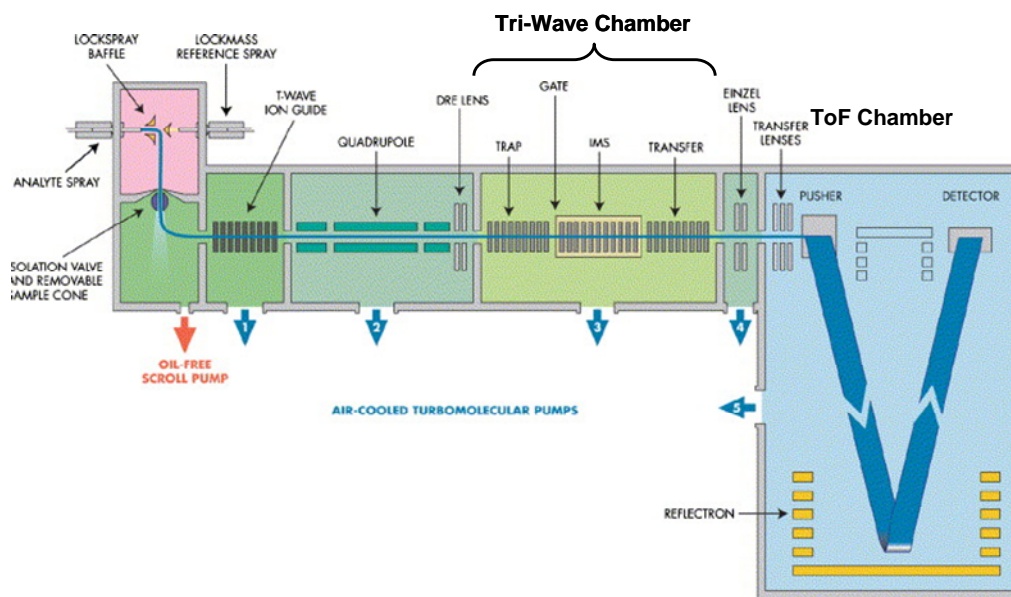 Tri-Wave Chamber
LOCKSPRAY
BAFFLE
LOCKMASS
REFERENCE SPRAY
T-WAVE
ION GUIDE
DRE LENS
GATE
EINZEL
LENS
ToF Chamber
TRANSFER
LENSES
QUADRUPOLE
TRAP
IMS
TRANSFER
ANALYTE SPRAY
PUSHER
DETECTOR
ISOLATION VALVE
AND REMOVABLE
SAMPLE CONE
1
2
3
4
OIL-FREE
SCROLL PUMP
AIR-COOLED TURBOMOLECULAR PUMPS
5
REFLECTRON